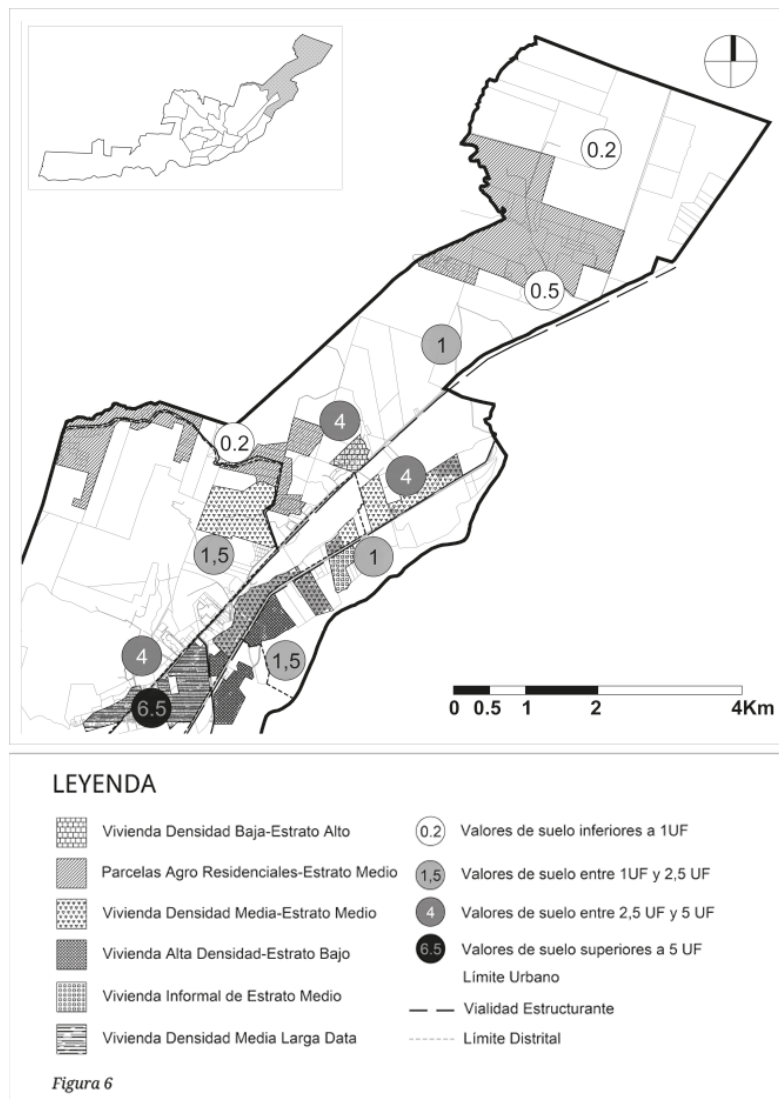 0.2
0.5
1
4
0.2
4
1,5
1
4
1,5
6.5
0 0.5 1 2 4Km
LEYENDA
Vivienda Densidad Baja-Estrato Alto
Parcelas Agro Residenciales-Estrato Medio
Vivienda Densidad Media-Estrato Medio
Vivienda Alta Densidad-Estrato Bajo
Vivienda Informal de Estrato Medio
Vivienda Densidad Media Larga Data
0.2 Valores de suelo inferiores a 1UF
1,5 Valores de suelo entre 1UF y 2,5 UF
4 Valores de suelo entre 2,5 UF y 5 UF
6.5 Valores de suelo superiores a 5 UF
Límite Urbano
Vialidad Estructurante
Límite Distrital
Figura 6